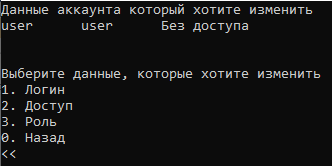 Данные аккаунта который хотите изменить
user user Без доступа
Выберите данные, которые хотите изменить
1. Логин
2. Доступ
3. Роль
0. Назад
<<